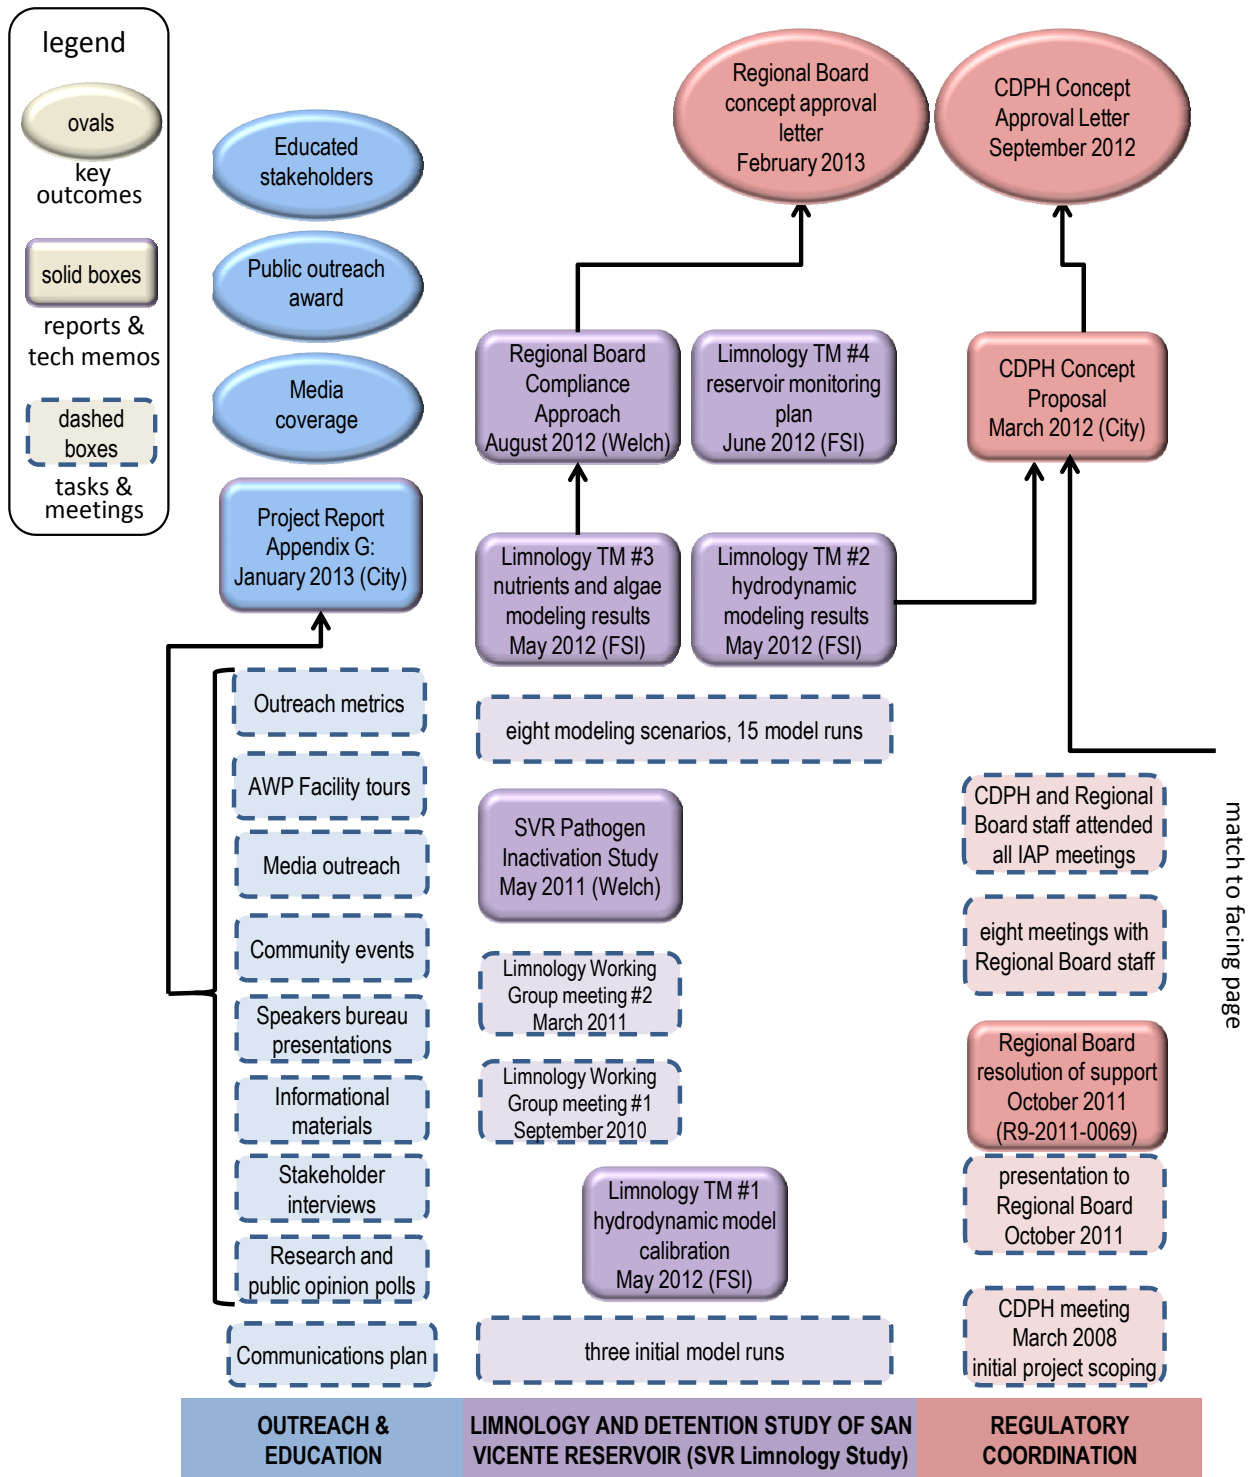 legend
ovals
key
outcomes
solid boxes
reports &
tech memos
dashed
boxes
tasks &
meetings
Educated
stakeholders
Public outreach
award
Media
coverage
Project Report
Appendix G:
January 2013 (City)
Outreach metrics
AWP Facility tours
Media outreach
Community events
Speakers bureau
presentations
Informational
materials
Stakeholder
interviews
Research and
public opinion polls
Communications plan
OUTREACH &
EDUCATION
Regional Board
Compliance
Approach
August 2012 (Welch)
Limnology TM #4
reservoir monitoring
plan
June 2012 (FSI)
Limnology TM #3
nutrients and algae
modeling results
May 2012 (FSI)
Limnology TM #2
hydrodynamic
modeling results
May 2012 (FSI)
eight modeling scenarios, 15 model runs
SVR Pathogen
Inactivation Study
May 2011 (Welch)
Limnology Working
Group meeting #2
March 2011
Limnology Working
Group meeting #1
September 2010
Limnology TM #1
hydrodynamic model
calibration
May 2012 (FSI)
three initial model runs
LIMNOLOGY AND DETENTION STUDY OF SAN
VICENTE RESERVOIR (SVR Limnology Study)
Regional Board
concept approval
letter
February 2013
CDPH Concept
Approval Letter
September 2012
CDPH Concept
Proposal
March 2012 (City)
CDPH and Regional
Board staff attended
all IAP meetings
eight meetings with
Regional Board staff
Regional Board
resolution of support
October 2011
(R9-2011-0069)
presentation to
Regional Board
October 2011
CDPH meeting
March 2008
initial project scoping
REGULATORY
COORDINATION
match to facing page